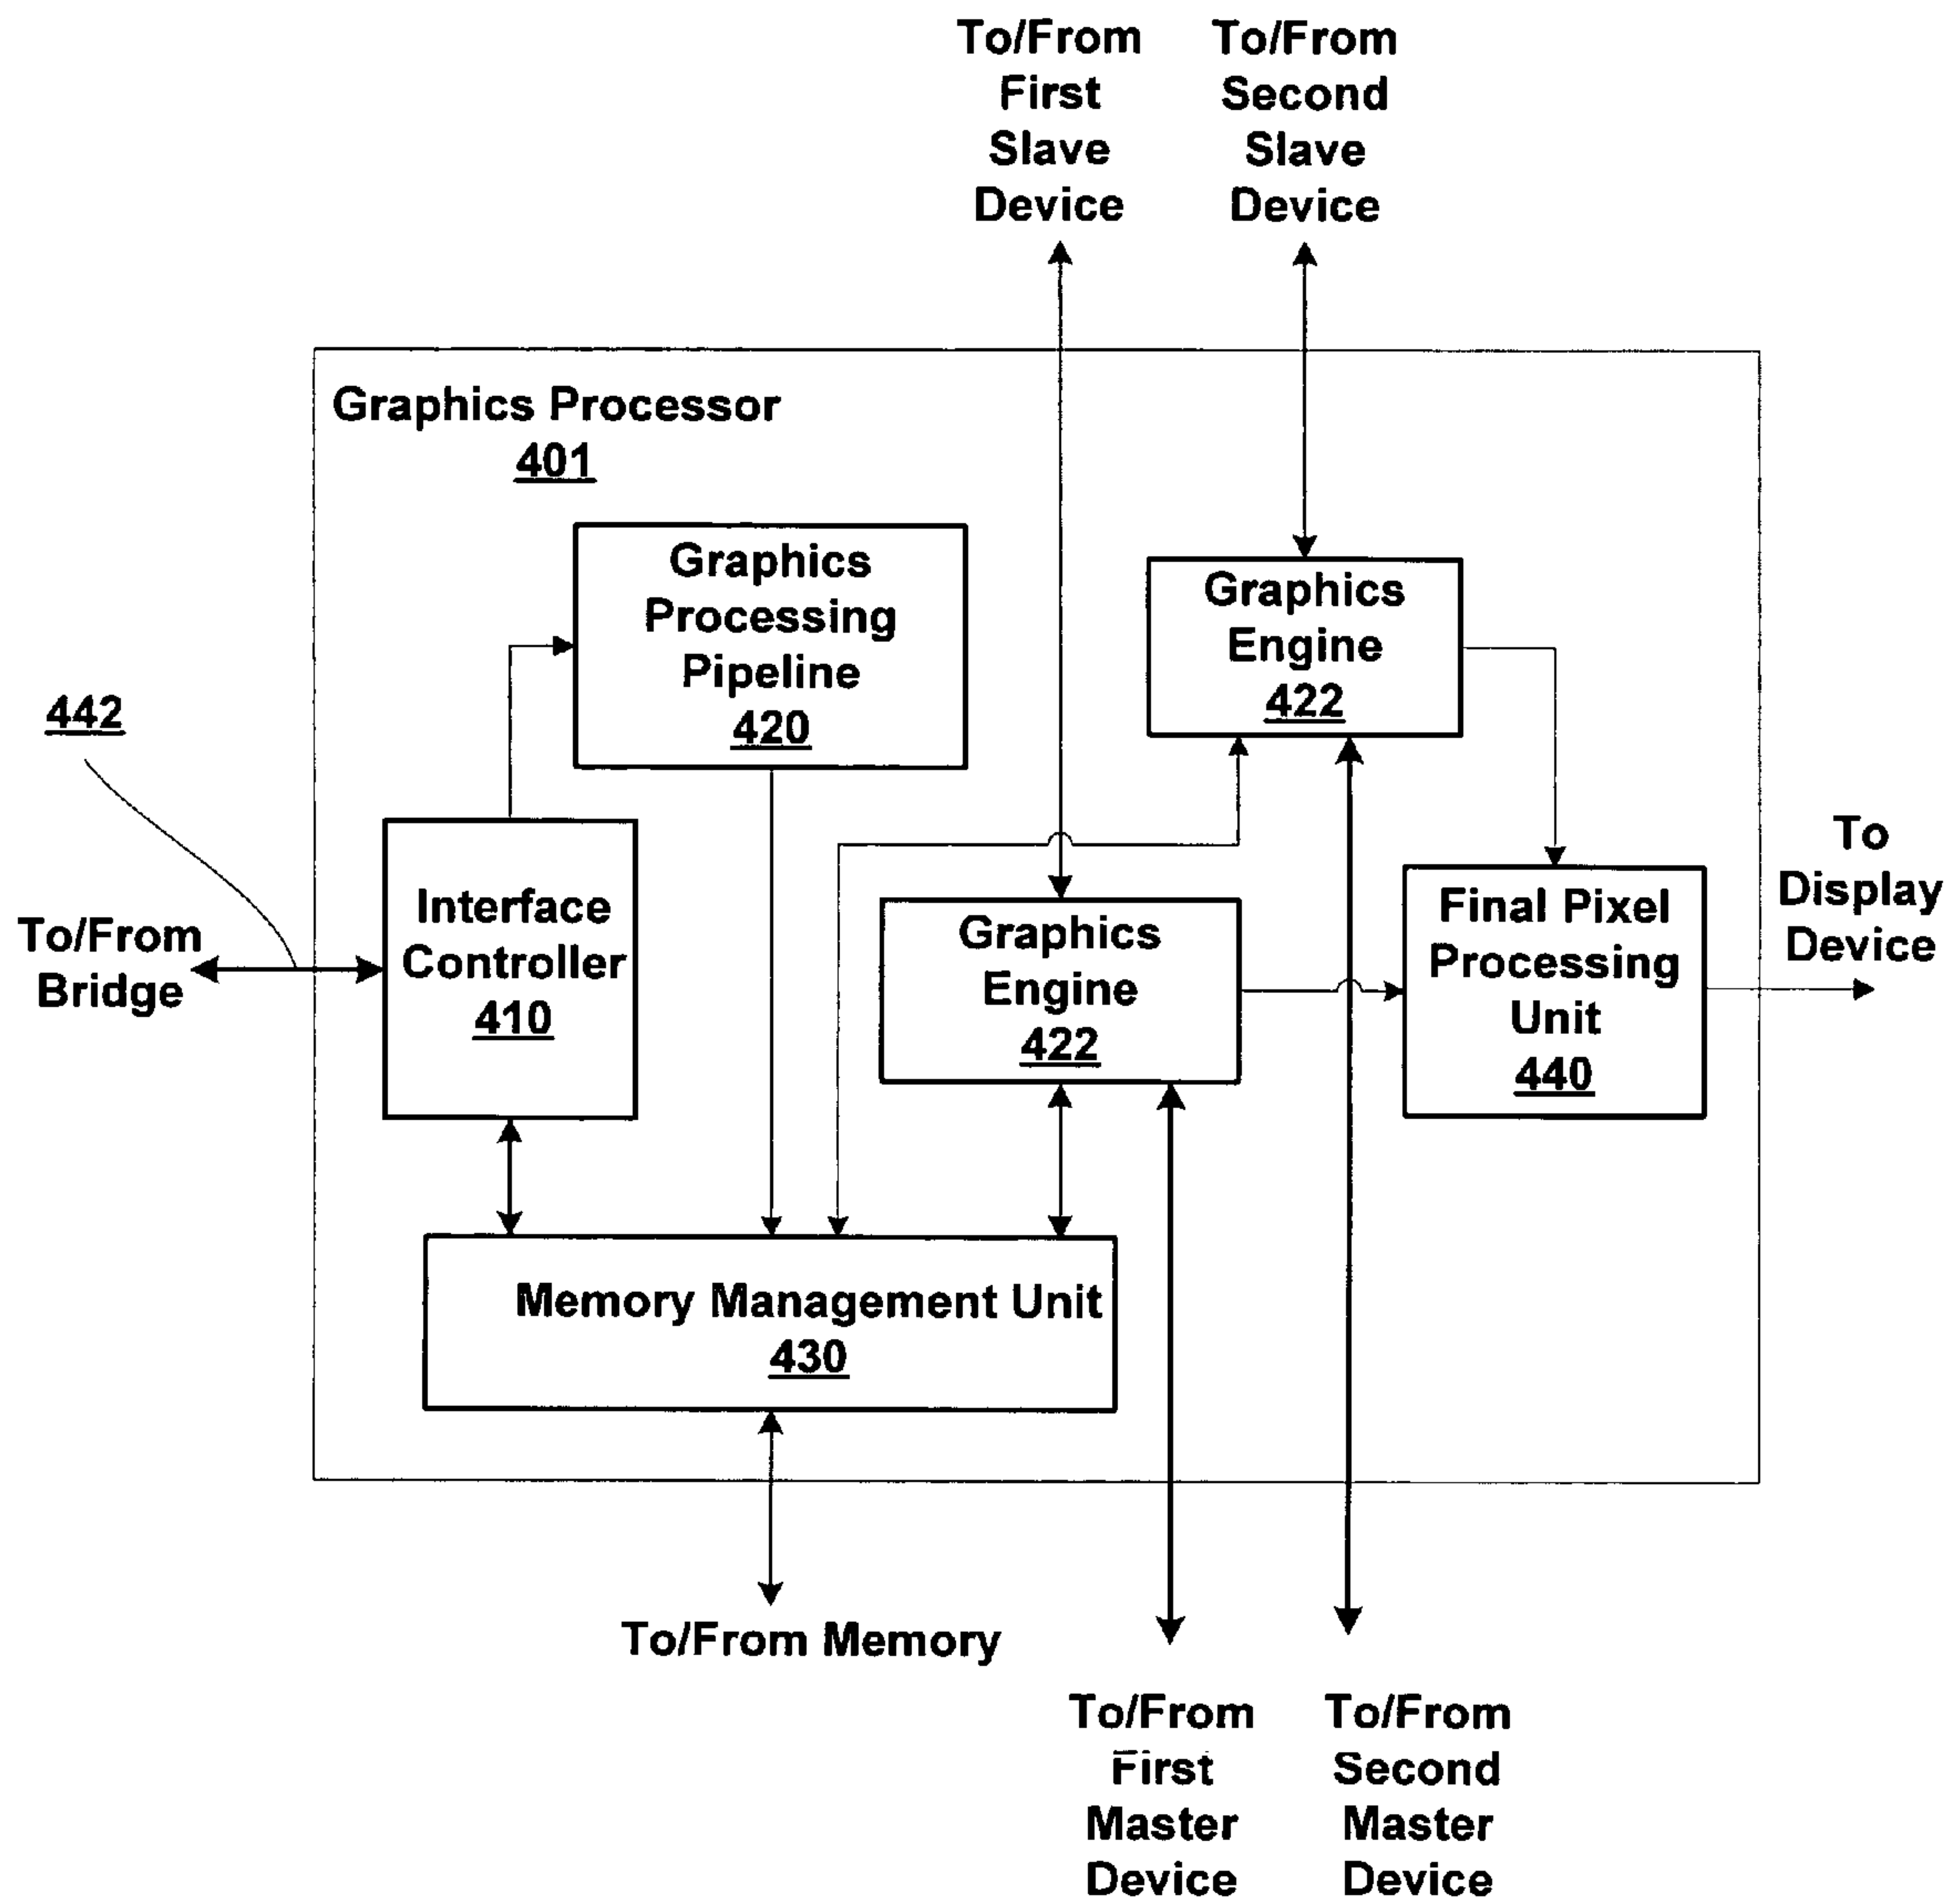 To/From
First
Slave
Device
To/From
Second
Slave
Device
Graphics Processor
401
Graphics
Processing
Pipeline
420
Graphics
Engine
422
442
To/From
Bridge
Interface
Controller
410
Graphics
Engine
422
Final Pixel
Processing
Unit
440
To
Display
Device
Memory Management Unit
430
To/From Memory
To/From
First
Master
Device
To/From
Second
Master
Device